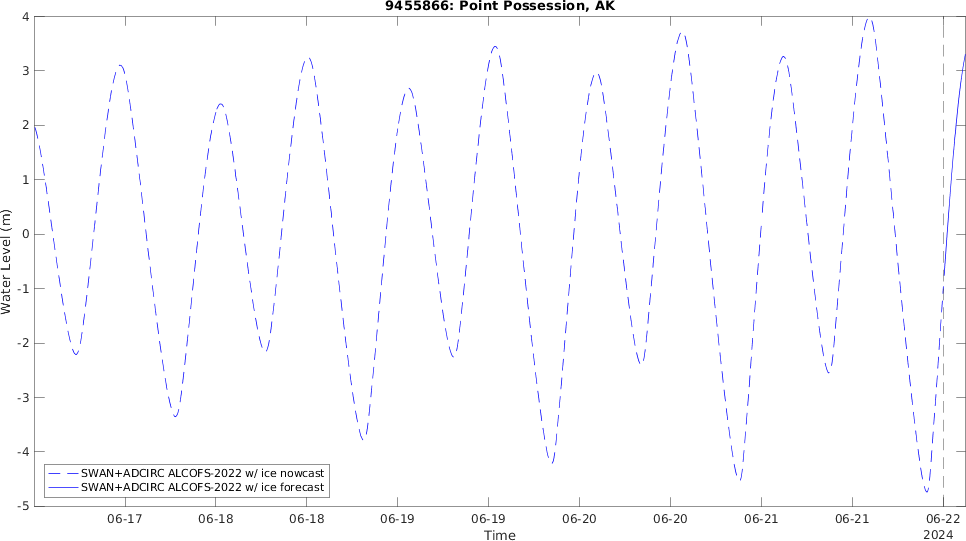 9455866: Point Possession, AK
4
3
2
1
0
-1
-2
-3
-4
-5
Water Level (m)
SWAN+ADCIRC ALCOFS-2022 w/ ice nowcast
SWAN+ADCIRC ALCOFS-2022 w/ ice forecast
06-17 06-18 06-18 06-19 06-19 06-20 06-20 06-21 06-21 06-22
2024
Time